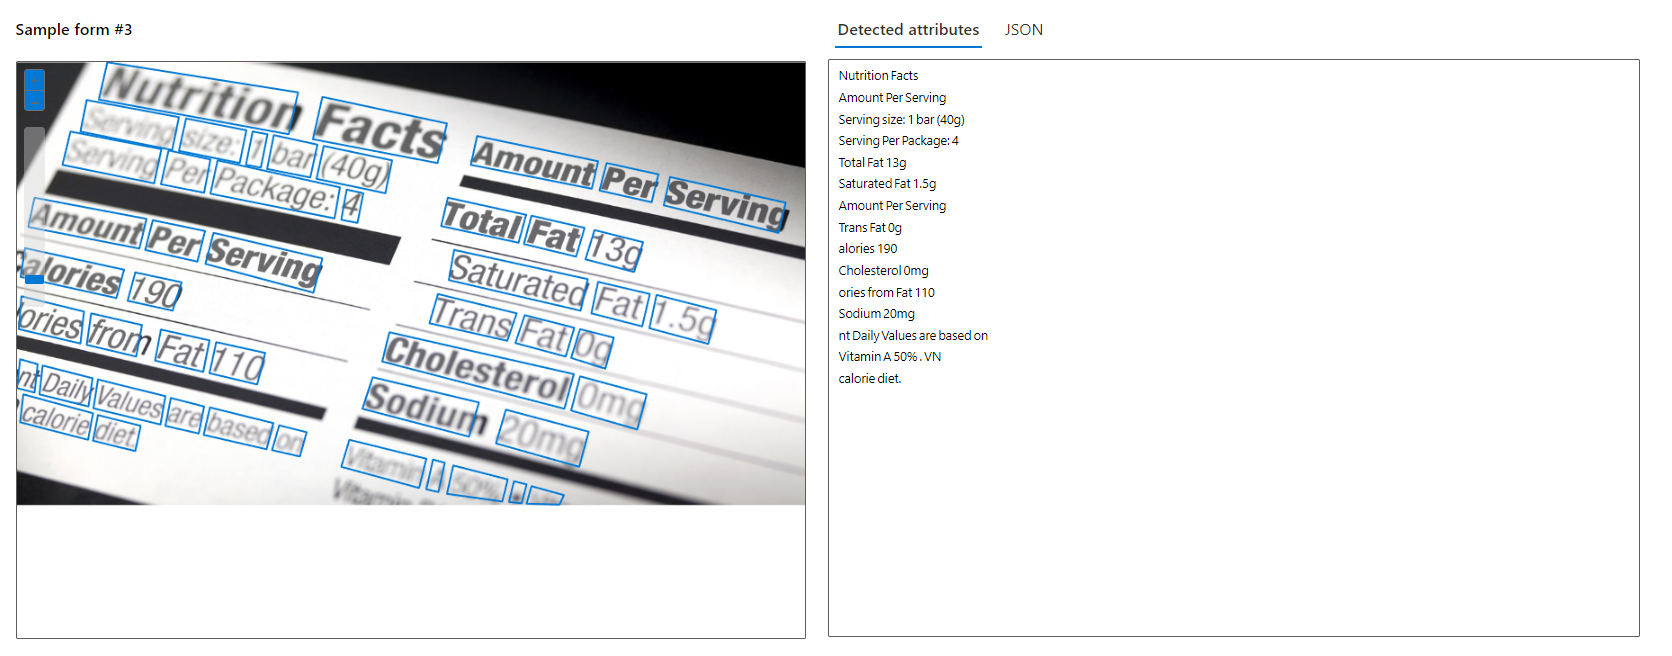 Sample form #3
Nutrition Facts
Serving size: 1 bar (40g)
Serving Per Package: 4
Amount Per Serving
alories 190
ories from Fat 110
nt Daily Values are based on
calorie diet.
Amount Per Serving
Total Fat 13g
Saturated Fat 1.5g
Trans Fat 0g
Cholesterol 0mg
Sodium 20mg
Vitamin A 50%
Vitamin
Detected attributes JSON
Nutrition Facts
Amount Per Serving
Serving size: 1 bar (40g)
Serving Per Package: 4
Total Fat 13g
Saturated Fat 1.5g
Amount Per Serving
Trans Fat 0g
alories 190
Cholesterol 0mg
ories from Fat 110
Sodium 20mg
nt Daily Values are based on
Vitamin A 50% . VN
calorie diet.